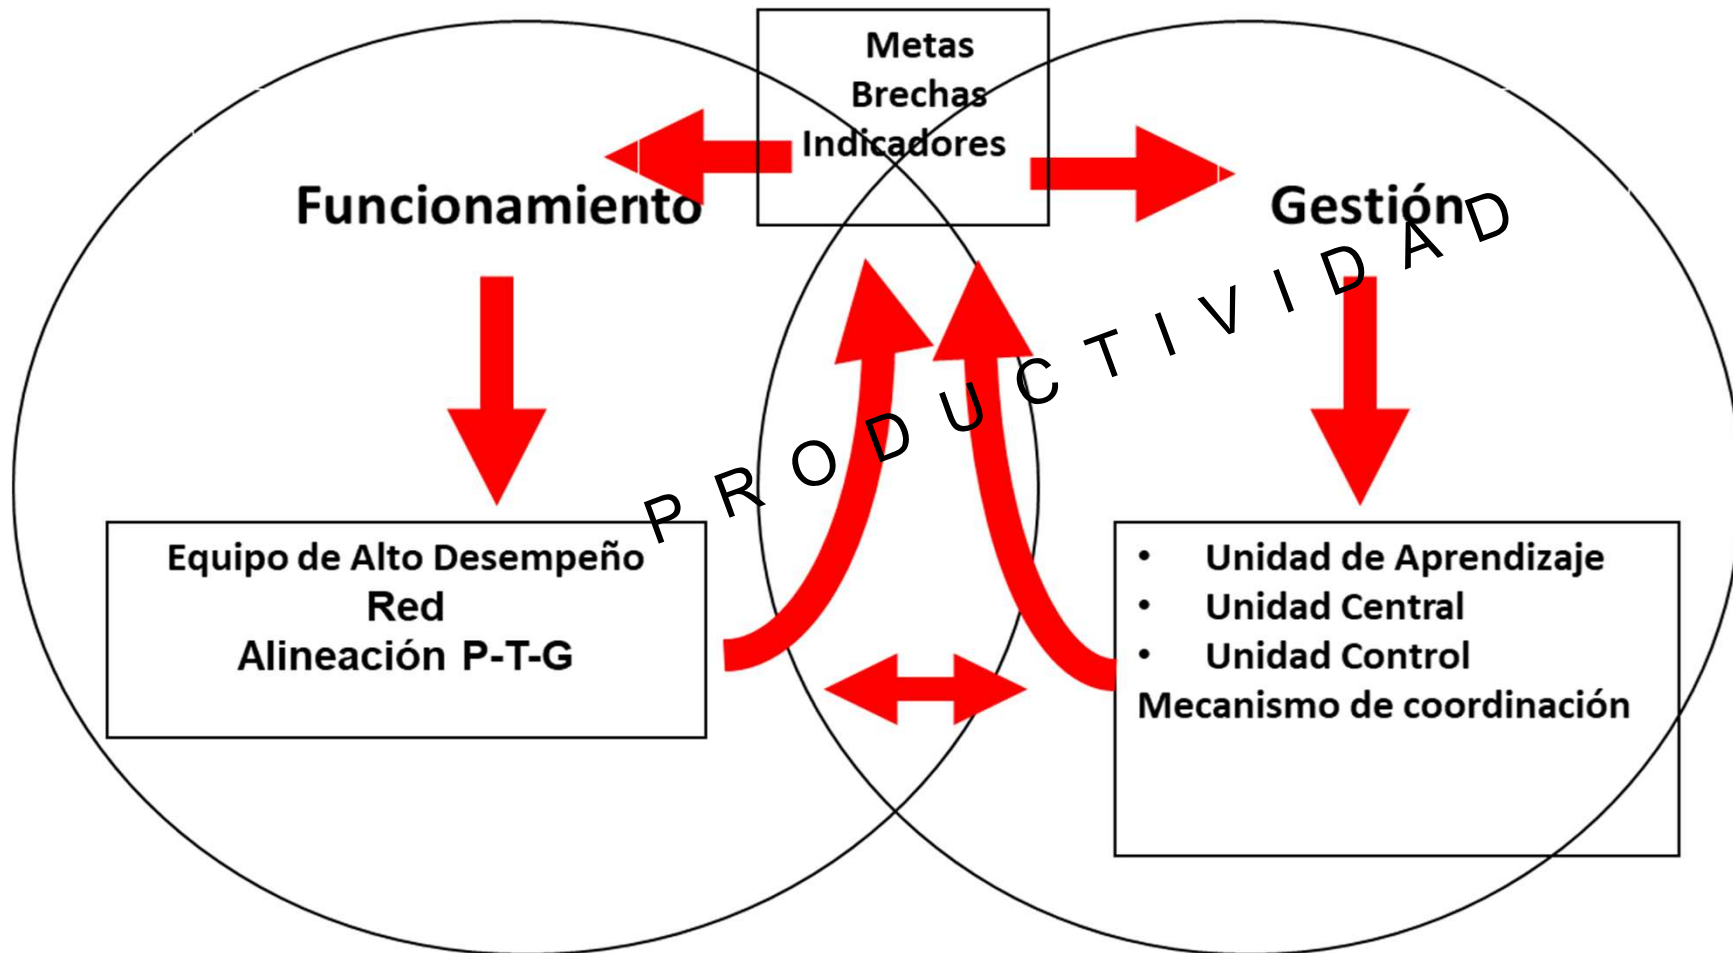 Metas
Brechas
Indicadores
Funcionamiento
Gestión
P R O D U C T I V I D A D
Equipo de Alto Desempeño
Red
Alineación P-T-G
• Unidad de Aprendizaje
• Unidad Central
• Unidad Control
Mecanismo de coordinación